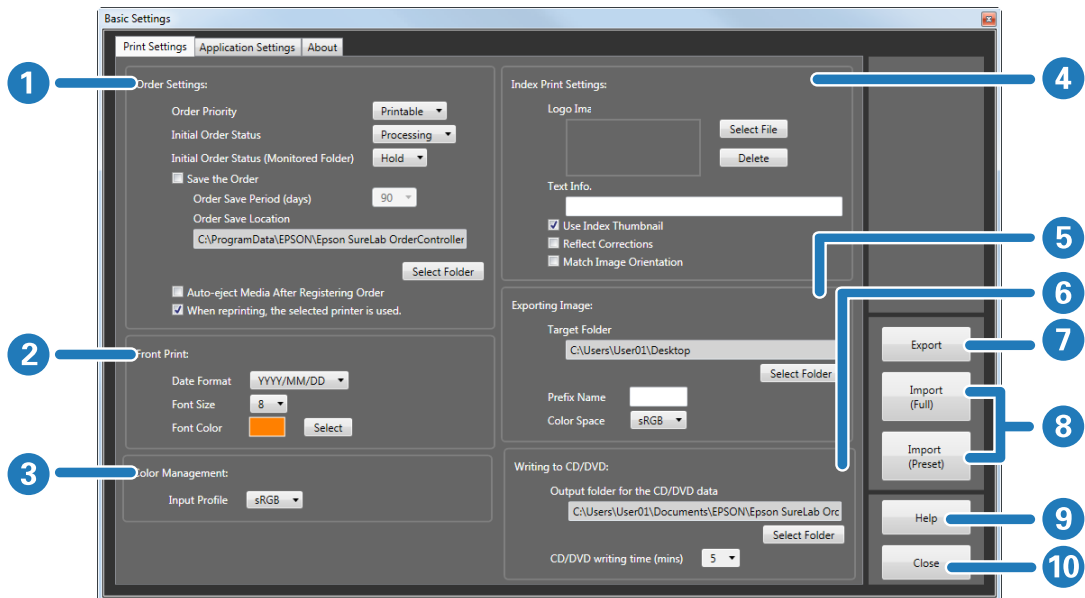 Basic Settings
Print Settings Application Settings About
1
Order Settings:
Order Priority Printable
Initial Order Status Processing
Initial Order Status (Monitored Folder) Hold
Save the Order
Order Save Period (days) 90
Order Save Location
C:\ProgramData\EPSON\Epson SureLab OrderController
Select Folder
Auto-eject Media After Registering Order
When reprinting, the selected printer is used.
2
Front Print:
Date Format YYYY/MM/DD
Font Size 8
Font Color Select
3
Color Management:
Input Profile sRGB
4
Index Print Settings:
Logo Ima
Select File
Delete
Text Info.
Use Index Thumbnail
Reflect Corrections
Match Image Orientation
5
Exporting Image:
Target Folder
C:\Users\User01\Desktop
Select Folder
Prefix Name
Color Space sRGB
6
Writing to CD/DVD:
Output folder for the CD/DVD data
C:\Users\User01\Documents\EPSON\Epson SureLab Orc
Select Folder
CD/DVD writing time (mins) 5
Export
7
Import
(Full)
8
Import
(Preset)
Help
9
Close
10